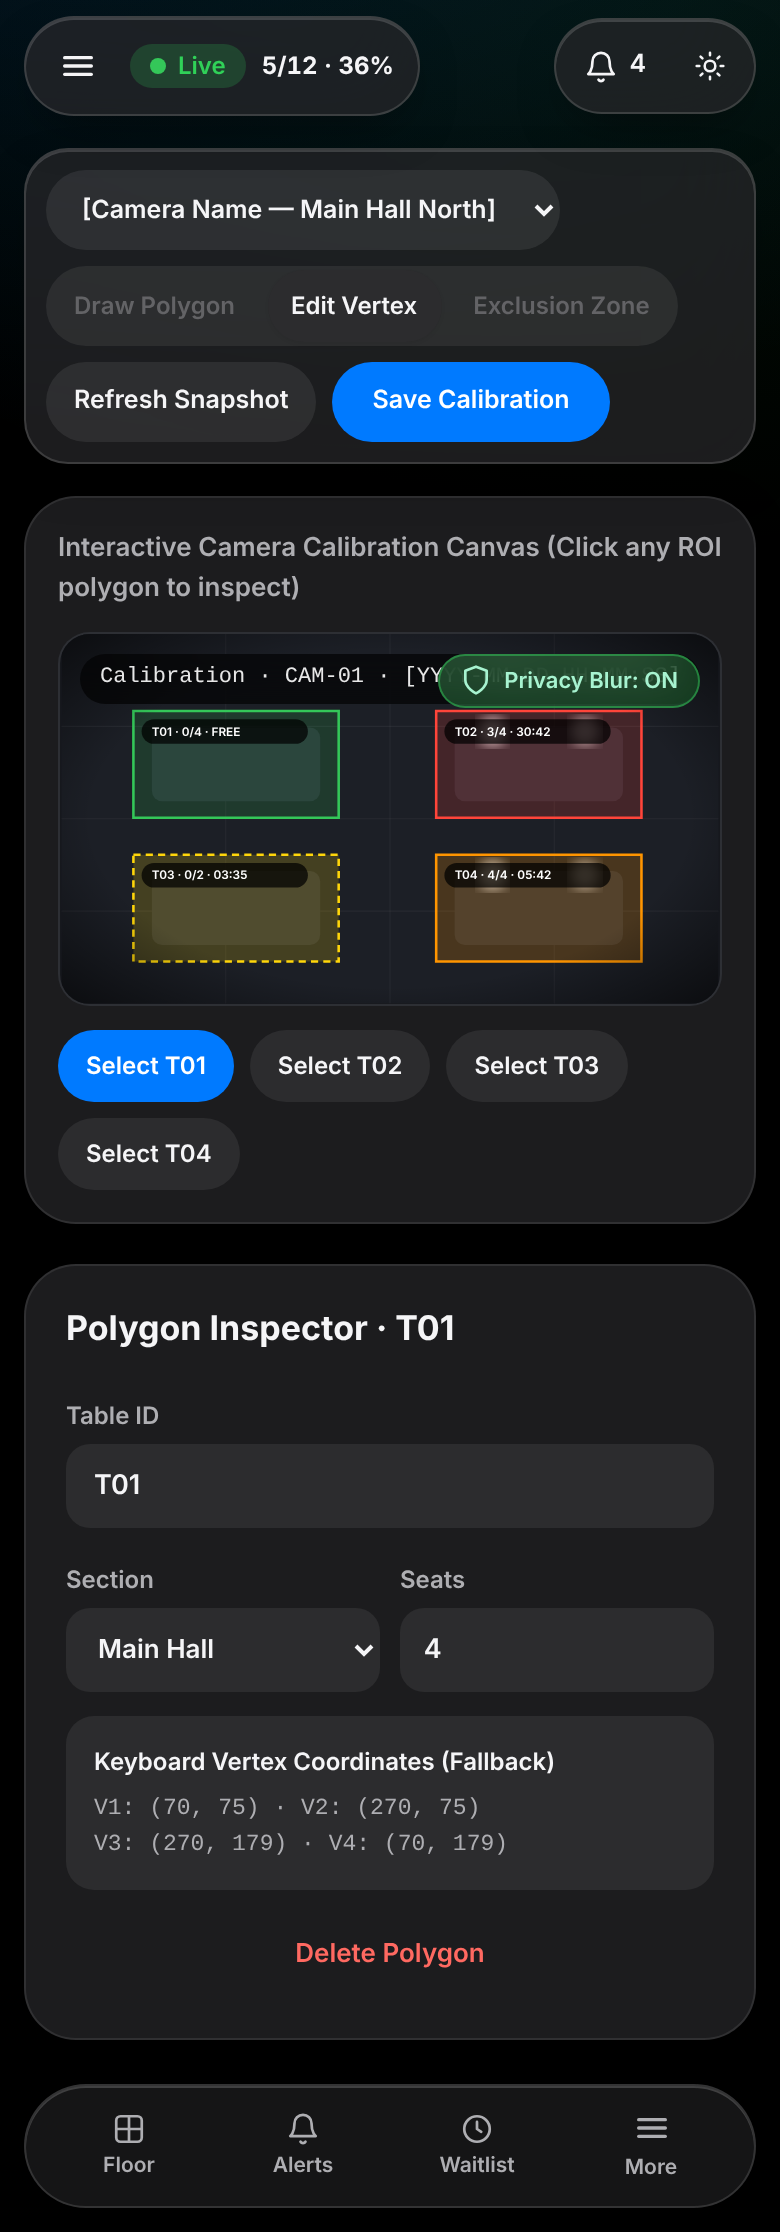 Live 5/12 · 36% 4
[Camera Name — Main Hall North]
Draw Polygon Edit Vertex Exclusion Zone
Refresh Snapshot Save Calibration
Interactive Camera Calibration Canvas (Click any ROI
polygon to inspect)
Calibration · CAM-01 · [YY
Privacy Blur: ON
T01 · 0/4 · FREE
T02 · 3/4 · 30:42
T03 · 0/2 · 03:35
T04 · 4/4 · 05:42
Select T01 Select T02 Select T03
Select T04
Polygon Inspector · T01
Table ID
T01
Section Seats
Main Hall 4
Keyboard Vertex Coordinates (Fallback)
V1: (70, 75) · V2: (270, 75)
V3: (270, 179) · V4: (70, 179)
Delete Polygon
Floor Alerts Waitlist More